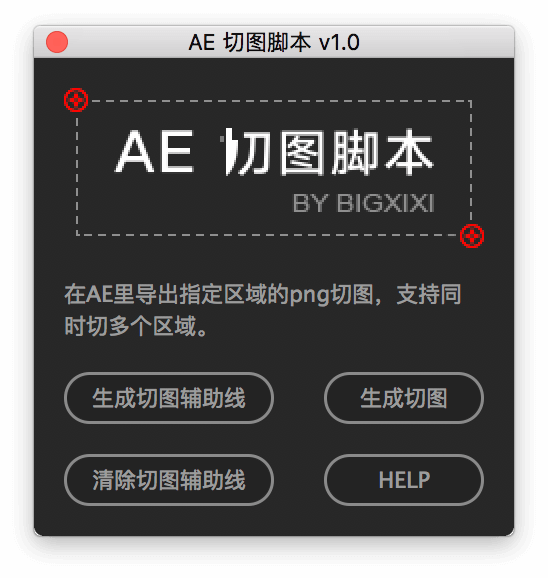 AE 切图脚本 v1.0
AE 切图脚本
BY BIGXIXI
在AE里导出指定区域的png切图，支持同
时切多个区域。
生成切图辅助线
生成切图
清除切图辅助线
HELP